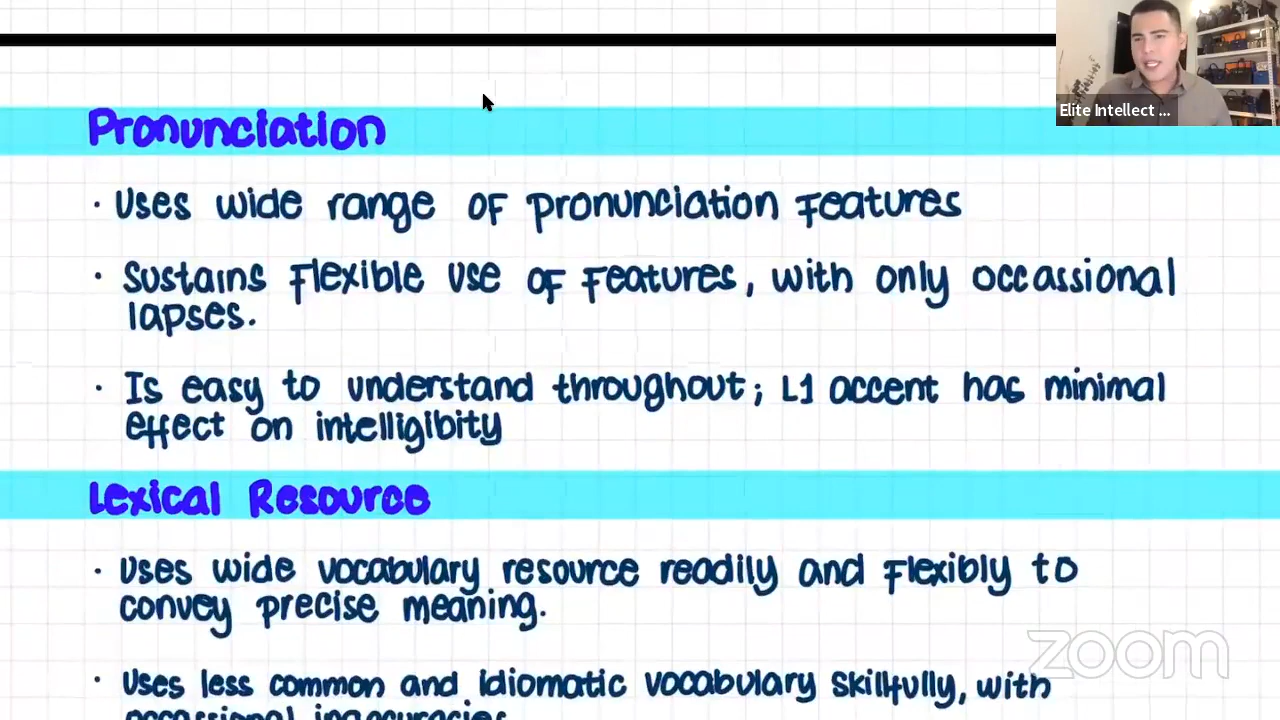 Elite Intellect ...
Pronunciation
· Uses wide range of pronunciation features
· Sustains flexible use of features, with only occassional
lapses.
· Is easy to understand throughout; L1 accent has minimal
effect on intelligibity
Lexical Resource
· Uses wide vocabulary resource readily and flexibly to
convey precise meaning.
· Uses less common and idiomatic vocabulary skillfully, with
occassional inaccuracies
zoom